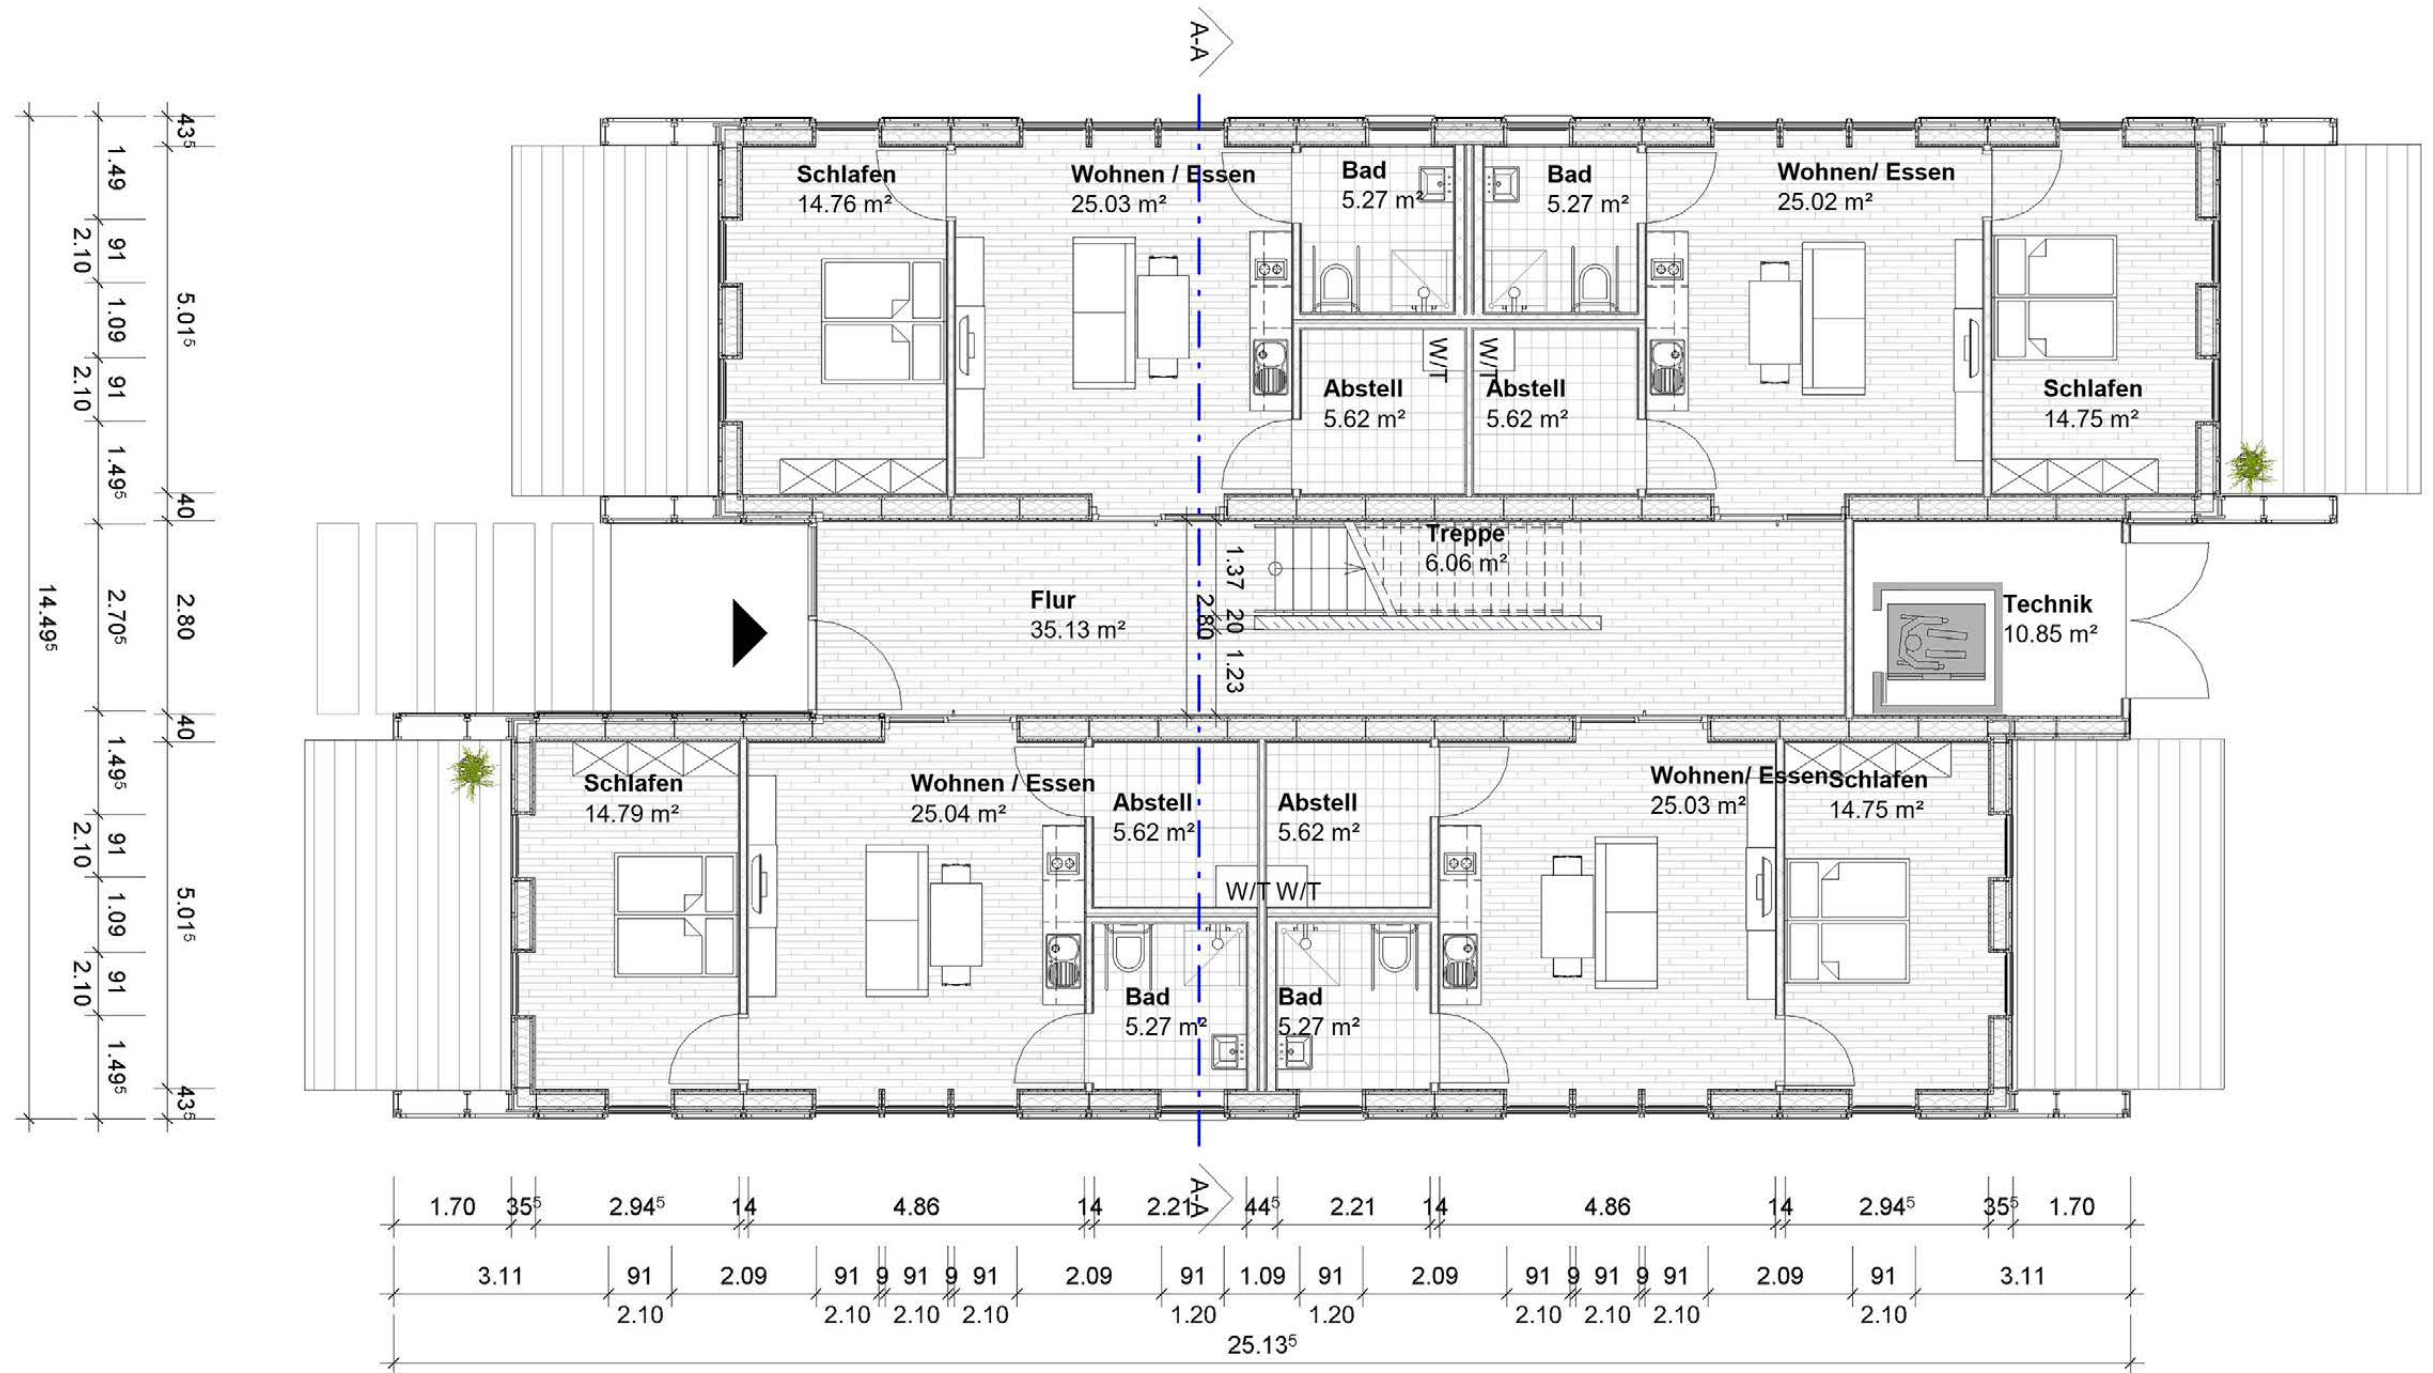 A-A
Schlafen
14.76 m²
Wohnen / Essen
25.03 m²
Bad
5.27 m²
Bad
5.27 m²
Wohnen/ Essen
25.02 m²
W/T
W/T
Abstell
5.62 m²
Abstell
5.62 m²
Schlafen
14.75 m²
Treppe
6.06 m²
Flur
35.13 m²
1.37
20
2.80
1.23
Technik
10.85 m²
Schlafen
14.79 m²
Wohnen / Essen
25.04 m²
Abstell
5.62 m²
Abstell
5.62 m²
Wohnen/ Essen
25.03 m²
Schlafen
14.75 m²
W/T W/T
Bad
5.27 m²
Bad
5.27 m²
A-A
14.49⁵
1.49
91
2.10
1.09
91
2.10
1.49⁵
2.70⁵
1.49⁵
91
2.10
1.09
91
2.10
1.49⁵
43⁵
5.01⁵
40
2.80
40
5.01⁵
43⁵
1.70 35⁵ 2.94⁵ 14 4.86 14 2.21 44⁵ 2.21 14 4.86 14 2.94⁵ 35⁵ 1.70
3.11 91 2.09 91 9 91 9 91 2.09 91 1.09 91 2.09 91 9 91 9 91 2.09 91 3.11
2.10 2.10 2.10 2.10 1.20 1.20 2.10 2.10 2.10 2.10
25.13⁵